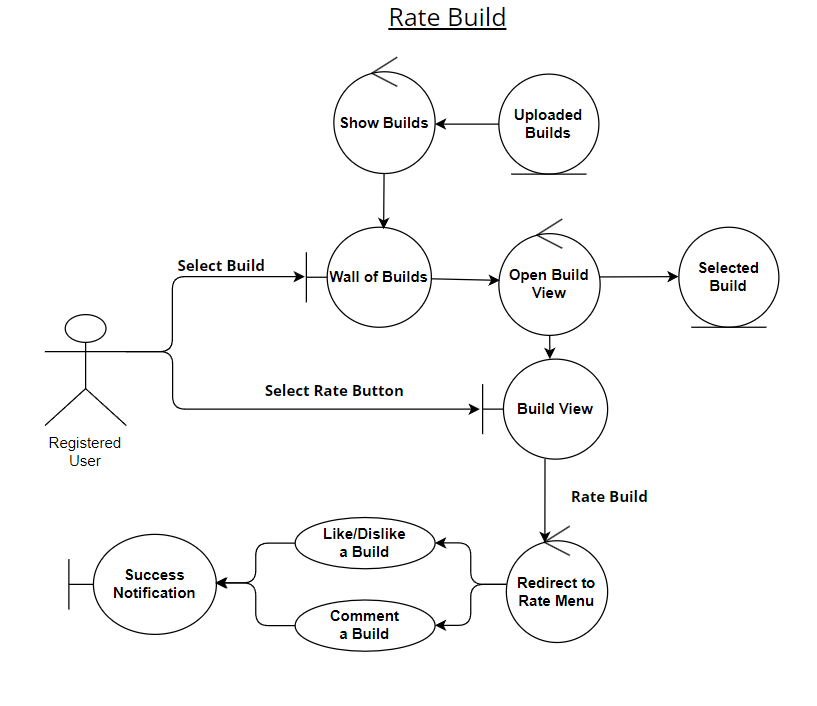 Rate Build
Show Builds
Uploaded
Builds
Select Build
Wall of Builds
Open Build
View
Selected
Build
Select Rate Button
Build View
Registered
User
Rate Build
Like/Dislike
a Build
Success
Notification
Redirect to
Rate Menu
Comment
a Build